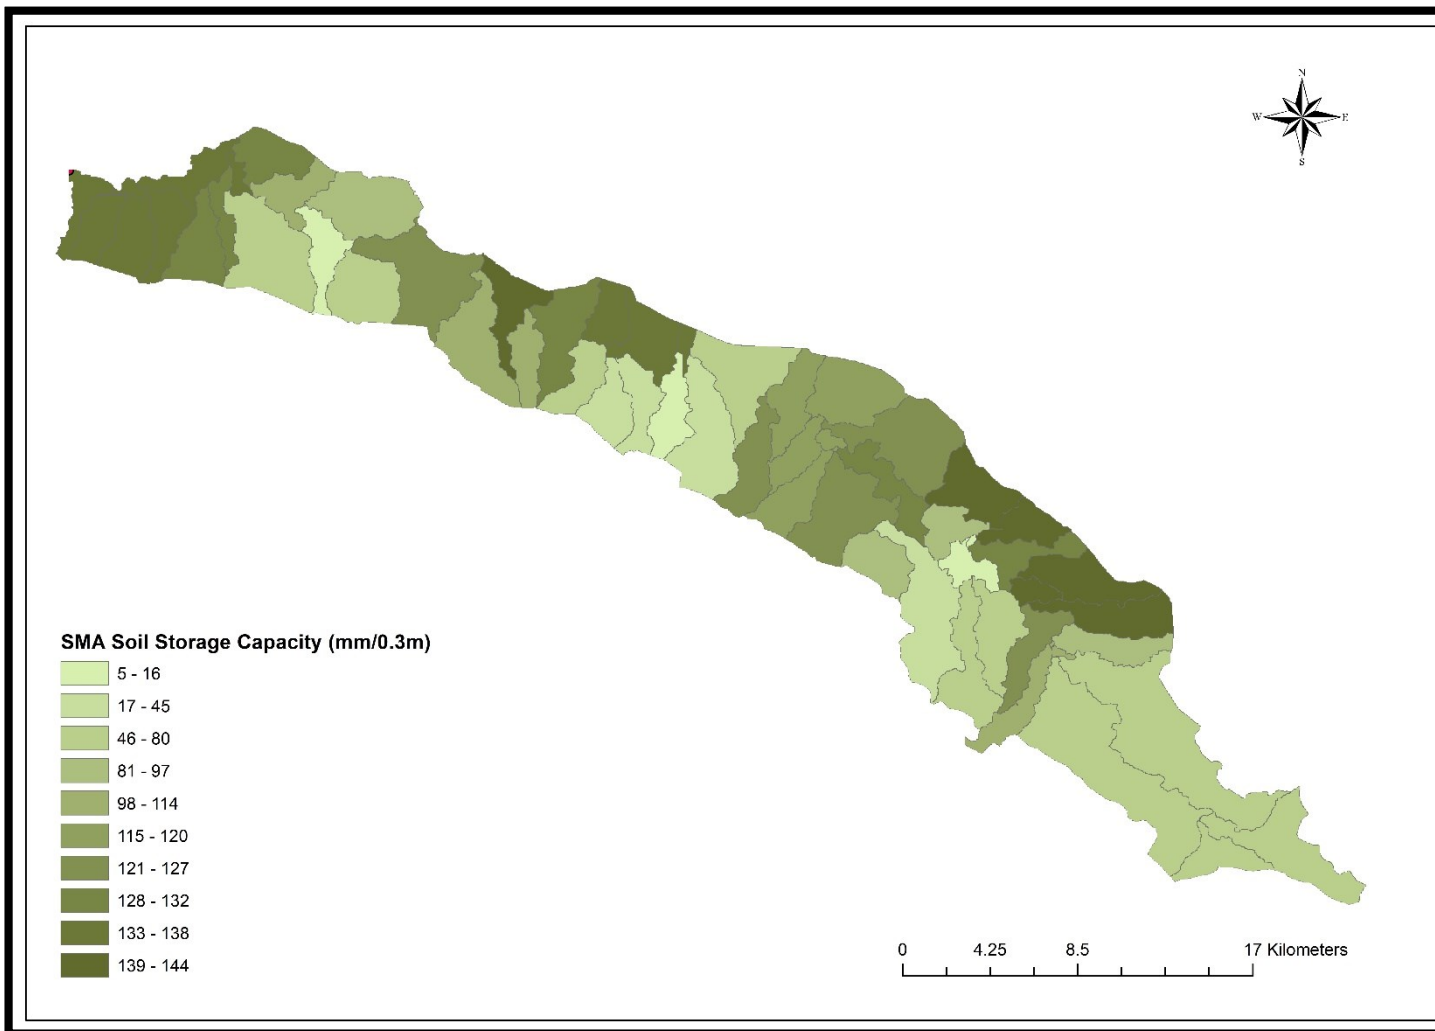 N
W E
S
SMA Soil Storage Capacity (mm/0.3m)
5 - 16
17 - 45
46 - 80
81 - 97
98 - 114
115 - 120
121 - 127
128 - 132
133 - 138
139 - 144
0 4.25 8.5 17 Kilometers